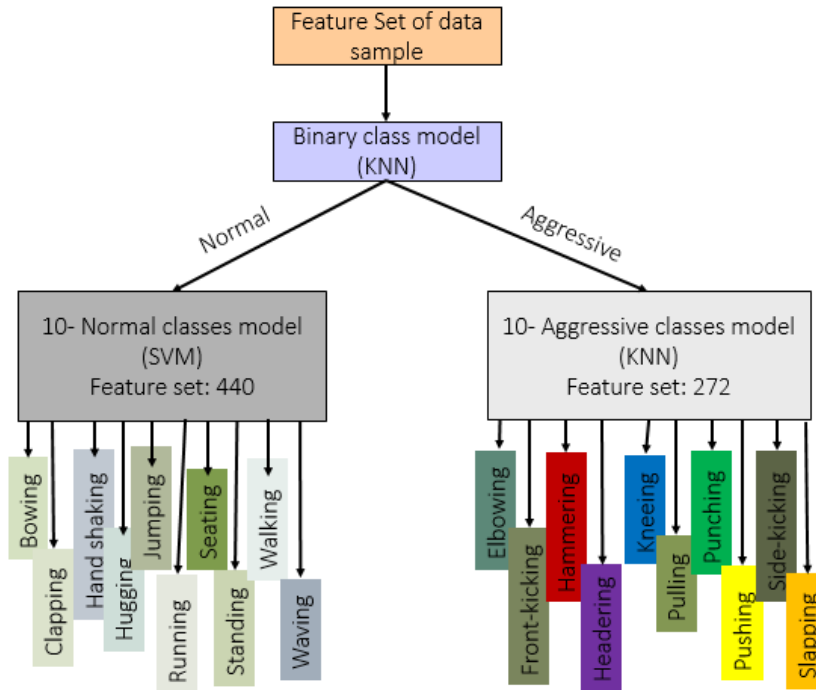 Feature Set of data
sample
Binary class model
(KNN)
Normal
Aggressive
10- Normal classes model
(SVM)
Feature set: 440
10- Aggressive classes model
(KNN)
Feature set: 272
Bowing
Clapping
Hand shaking
Hugging
Jumping
Running
Seating
Standing
Walking
Waving
Elbowing
Front-kicking
Hammering
Headering
Kneeing
Pulling
Punching
Pushing
Side-kicking
Slapping